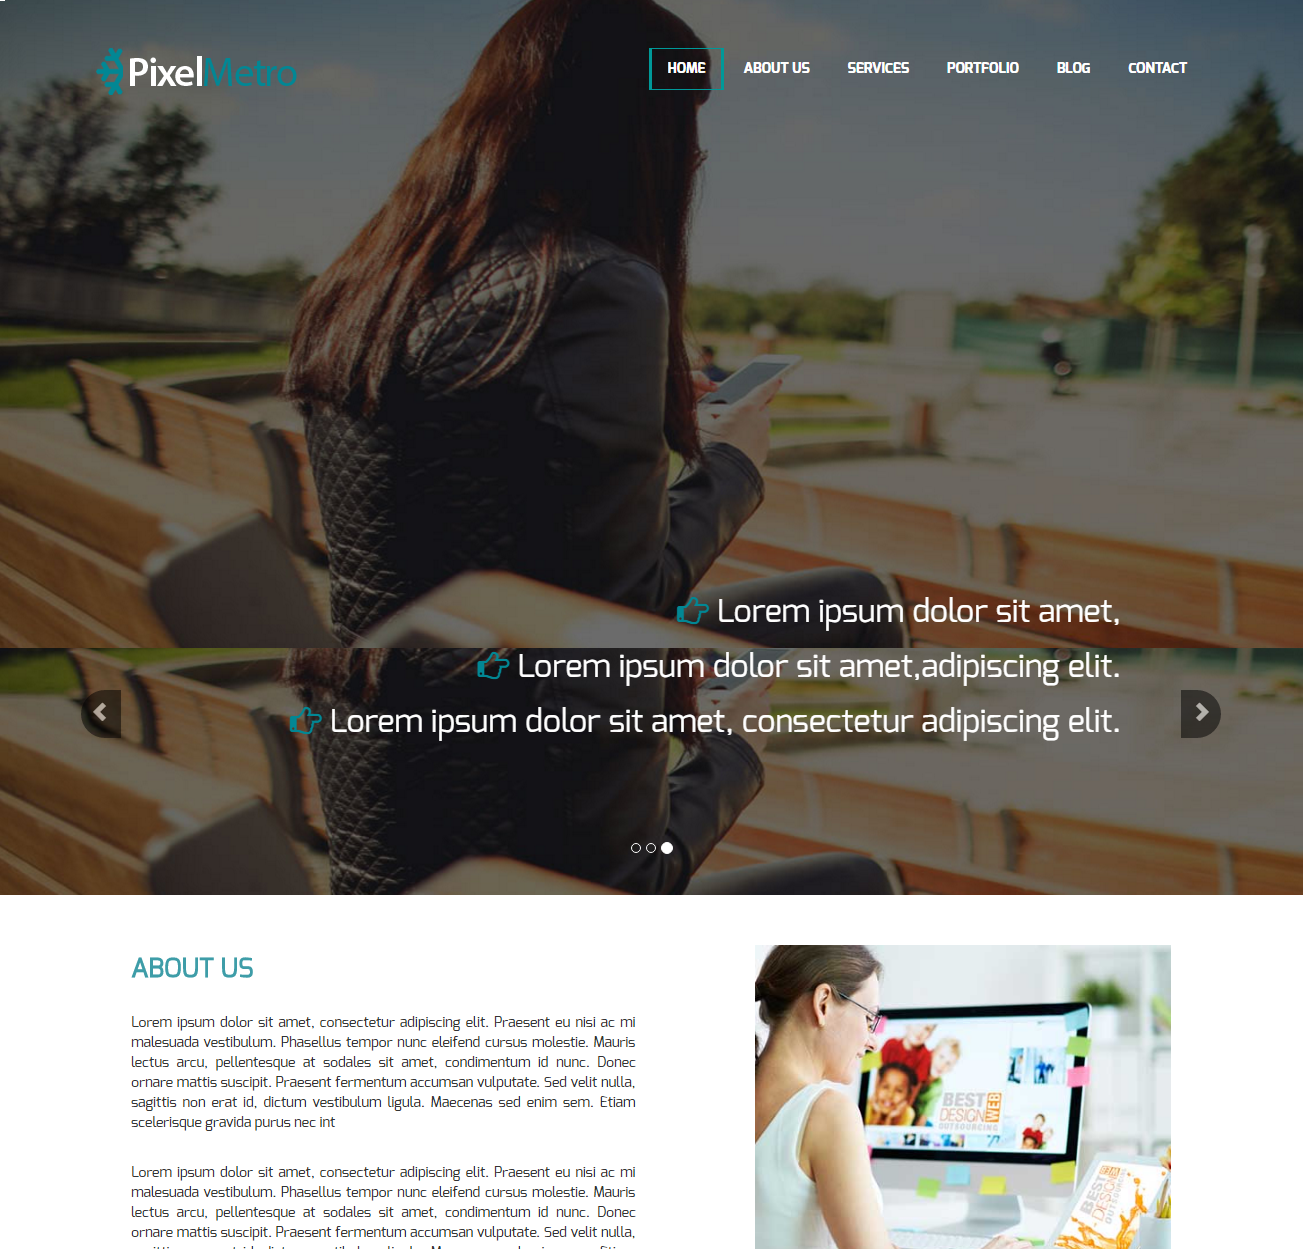 PixelMetro
HOME ABOUT US SERVICES PORTFOLIO BLOG CONTACT
Lorem ipsum dolor sit amet,
Lorem ipsum dolor sit amet,adipiscing elit.
Lorem ipsum dolor sit amet, consectetur adipiscing elit.
ABOUT US
Lorem ipsum dolor sit amet, consectetur adipiscing elit. Praesent eu nisi ac mi
malesuada vestibulum. Phasellus tempor nunc eleifend cursus molestie. Mauris
lectus arcu, pellentesque at sodales sit amet, condimentum id nunc. Donec
ornare mattis suscipit. Praesent fermentum accumsan vulputate. Sed velit nulla,
sagittis non erat id, dictum vestibulum ligula. Maecenas sed enim sem. Etiam
scelerisque gravida purus nec int
Lorem ipsum dolor sit amet, consectetur adipiscing elit. Praesent eu nisi ac mi
malesuada vestibulum. Phasellus tempor nunc eleifend cursus molestie. Mauris
lectus arcu, pellentesque at sodales sit amet, condimentum id nunc. Donec
ornare mattis suscipit. Praesent fermentum accumsan vulputate. Sed velit nulla,
BEST
DESIGN WEB
OUTSOURCING
BEST
DESIGN
OUTSOURCING